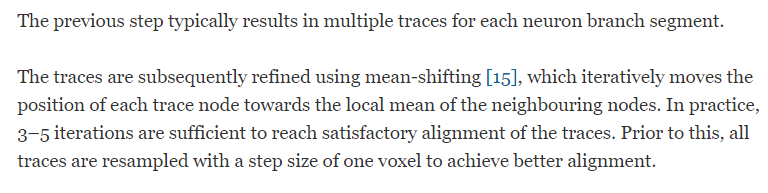 The previous step typically results in multiple traces for each neuron branch segment.
The traces are subsequently refined using mean-shifting [15], which iteratively moves the
position of each trace node towards the local mean of the neighbouring nodes. In practice,
3–5 iterations are sufficient to reach satisfactory alignment of the traces. Prior to this, all
traces are resampled with a step size of one voxel to achieve better alignment.